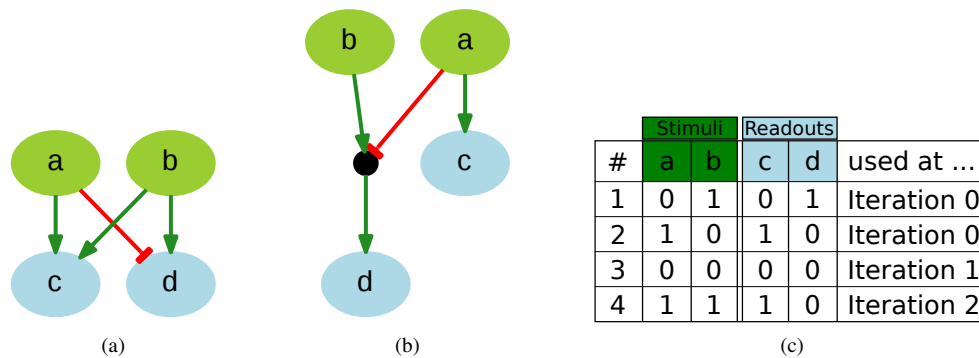 a b
c d
(a)
b a
c
d
(b)
Stimuli Readouts
# a b c d used at ...
1 0 1 0 1 Iteration 0
2 1 0 1 0 Iteration 0
3 0 0 0 0 Iteration 1
4 1 1 1 0 Iteration 2
(c)